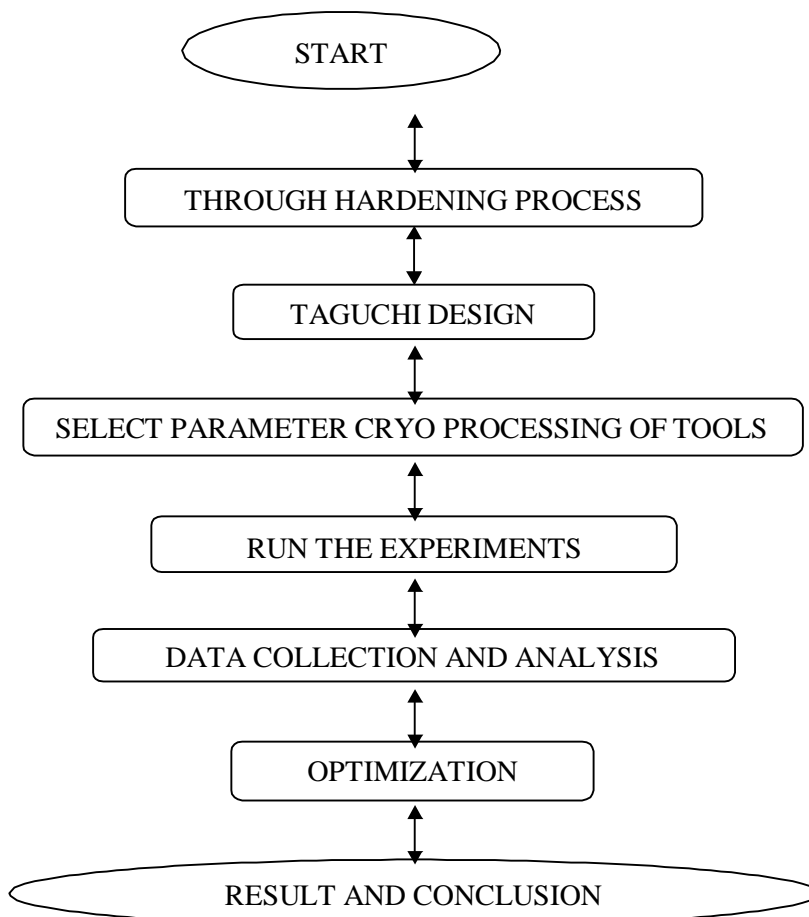 START
THROUGH HARDENING PROCESS
TAGUCHI DESIGN
SELECT PARAMETER CRYO PROCESSING OF TOOLS
RUN THE EXPERIMENTS
DATA COLLECTION AND ANALYSIS
OPTIMIZATION
RESULT AND CONCLUSION